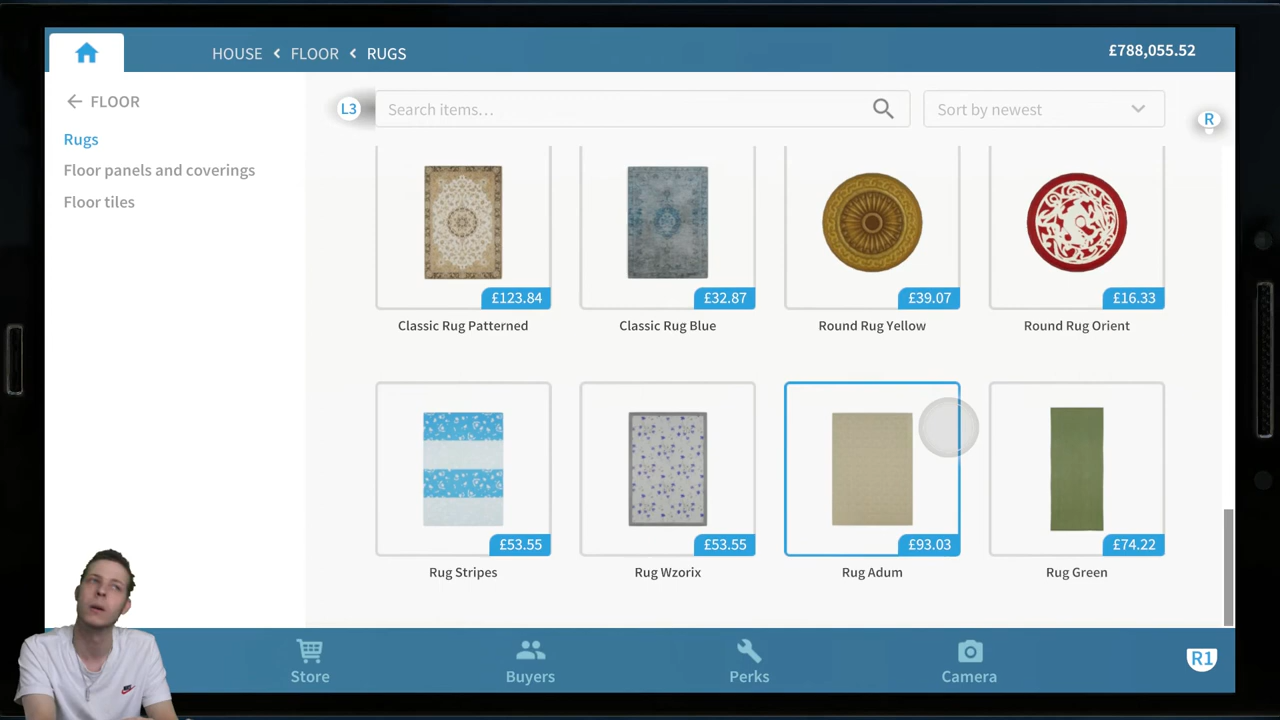 HOUSE < FLOOR < RUGS
£788,055.52
FLOOR
Rugs
Floor panels and coverings
Floor tiles
L3
Search items...
Sort by newest
R
£123.84
£32.87
£39.07
£16.33
Classic Rug Patterned
Classic Rug Blue
Round Rug Yellow
Round Rug Orient
£53.55
£53.55
£93.03
£74.22
Rug Stripes
Rug Wzorix
Rug Adum
Rug Green
Store
Buyers
Perks
Camera
R1